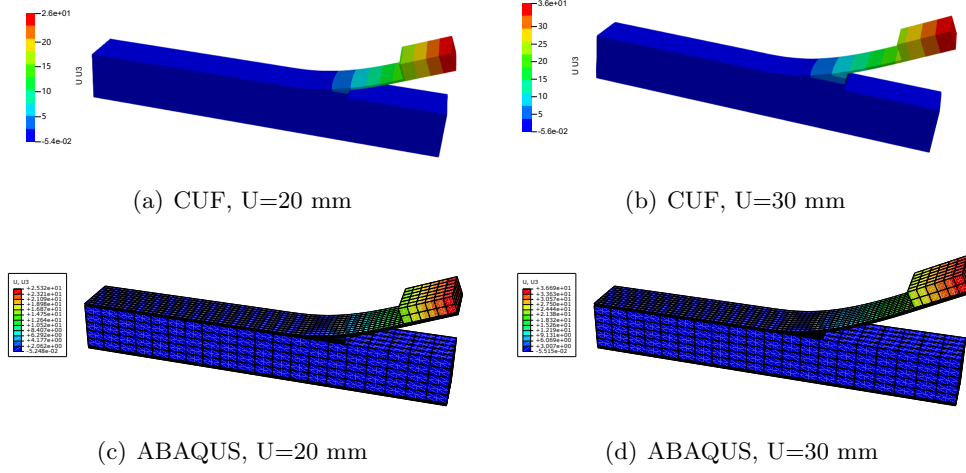 2.6e+01
20
15
10
5
-5.4e-02
U U3
3.6e+01
30
25
20
15
10
5
-5.6e-02
U U3
(a) CUF, U=20 mm
(b) CUF, U=30 mm
U, U3
+2.532e+01
+2.321e+01
+2.109e+01
+1.898e+01
+1.687e+01
+1.475e+01
+1.264e+01
+1.052e+01
+8.407e+00
+6.292e+00
+4.177e+00
+2.062e+00
-5.248e-02
U, U3
+3.669e+01
+3.363e+01
+3.057e+01
+2.750e+01
+2.444e+01
+2.138e+01
+1.832e+01
+1.526e+01
+1.219e+01
+9.131e+00
+6.069e+00
+3.007e+00
-5.515e-02
(c) ABAQUS, U=20 mm
(d) ABAQUS, U=30 mm